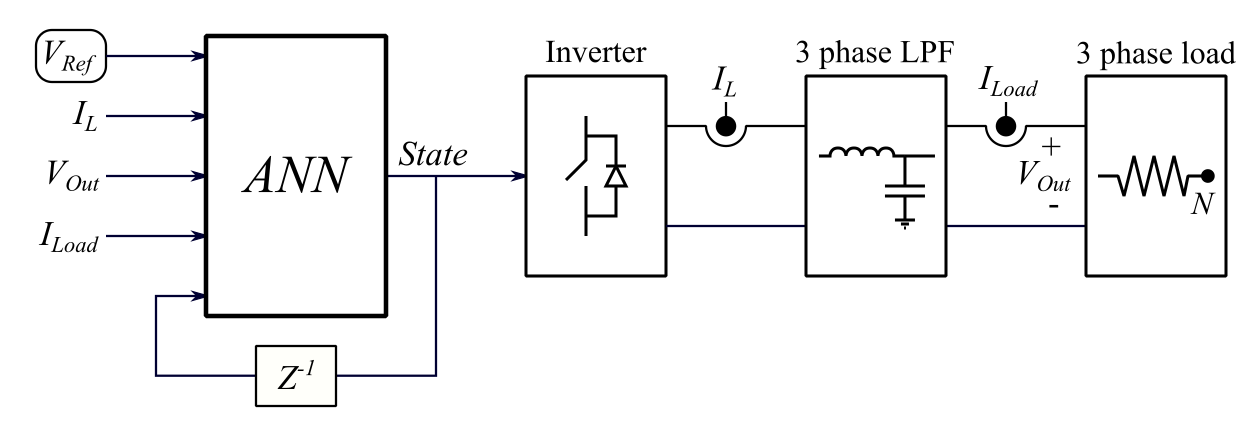 V_Ref
I_L
V_Out
I_Load
ANN
State
Z^-1
Inverter
I_L
3 phase LPF
I_Load
+
V_Out
-
3 phase load
N